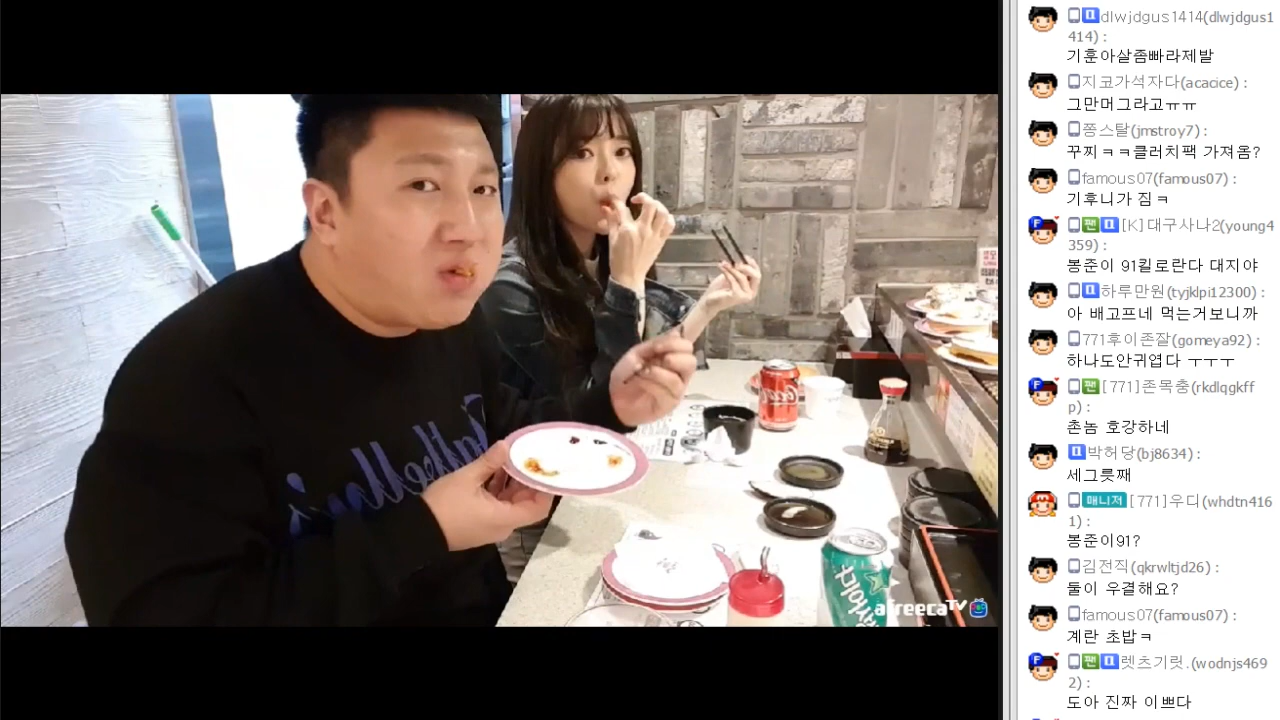 dlwjdgus1414(dlwjdgus1
414) :
기훈아살좀빠라제발
지코가석자다(acacice) :
그만머그라고ㅠㅠ
쫑스탈(jmstroy7) :
꾸찌ㅋㅋ클러치팩 가져옴?
famous07(famous07) :
기후니가 짐ㅋ
팬 [K]대구사나2(young4
359) :
봉준이 91킬로란다 대지야
하루만원(tyjklpi12300) :
아 배고프네 먹는거보니까
771후이존잘(gomeya92) :
하나도안귀엽다 ㅜㅜㅜ
팬 [771]존목충(rkdlqgkff
p) :
촌놈 호강하네
박허당(bj8634) :
세그릇째
매니저 [771]우디(whdtn416
1) :
봉준이91?
김전직(qkrwltjd26) :
둘이 우결해요?
famous07(famous07) :
계란 초밥ㅋ
팬 렛츠기릿.(wodnjs469
2) :
도아 진짜 이쁘다
afreecaTV